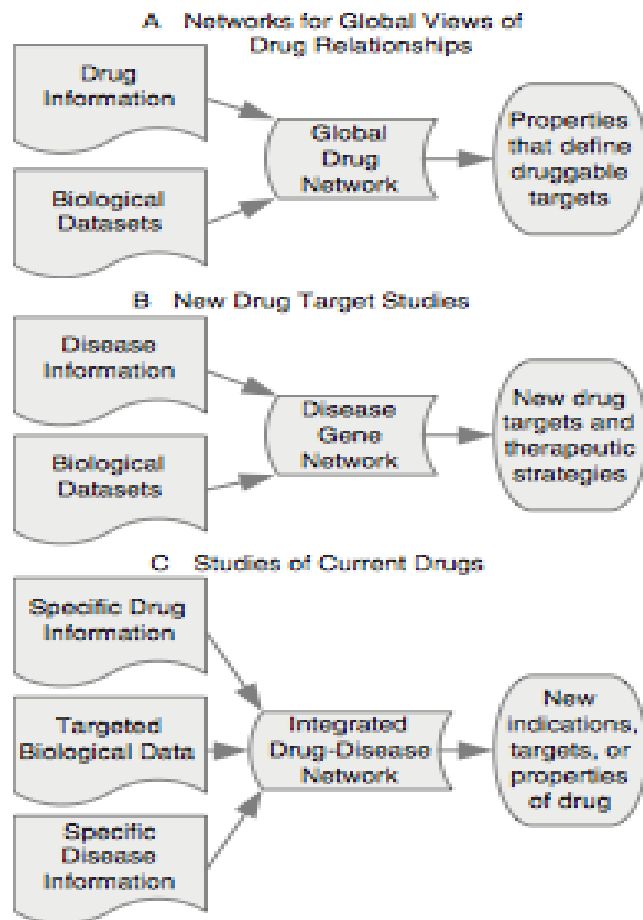 A Networks for Global Views of
Drug Relationships
Drug
Information
Biological
Datasets
Global
Drug
Network
Properties
that define
druggable
targets
B New Drug Target Studies
Disease
Information
Biological
Datasets
Disease
Gene
Network
New drug
targets and
therapeutic
strategies
C Studies of Current Drugs
Specific Drug
Information
Targeted
Biological Data
Specific
Disease
Information
Integrated
Drug-Disease
Network
New
indications,
targets, or
properties
of drug